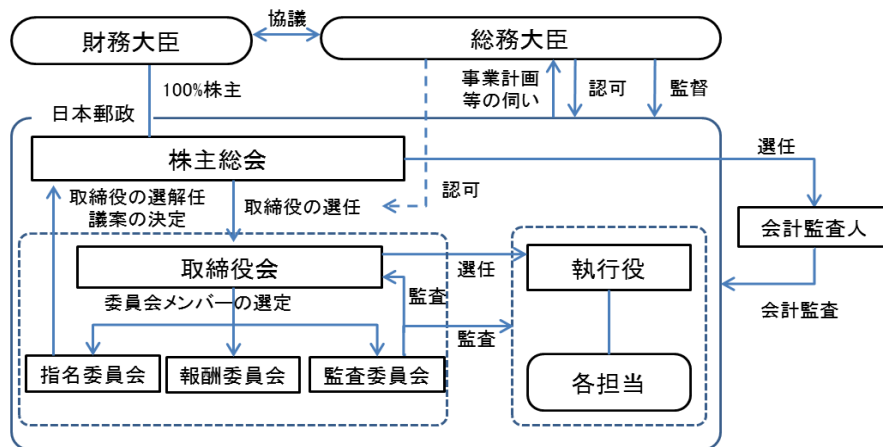 財務大臣
協議
総務大臣
100%株主
事業計画
等の伺い
認可
監督
日本郵政
株主総会
選任
取締役の選解任
議案の決定
取締役の選任
認可
会計監査人
取締役会
選任
執行役
委員会メンバーの選定
監査
監査
会計監査
指名委員会
報酬委員会
監査委員会
各担当